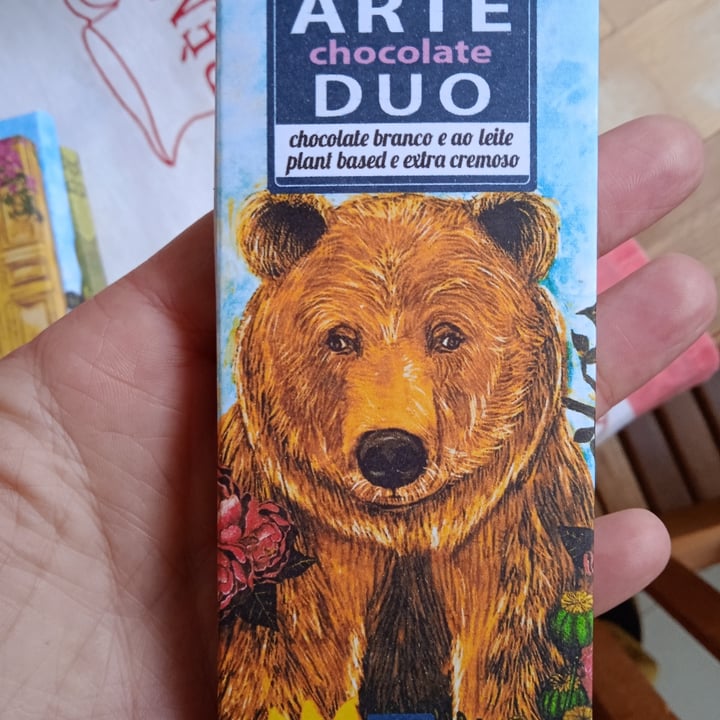 ARTE
chocolate
DUO
chocolate branco e ao leite
plant based e extra cremoso